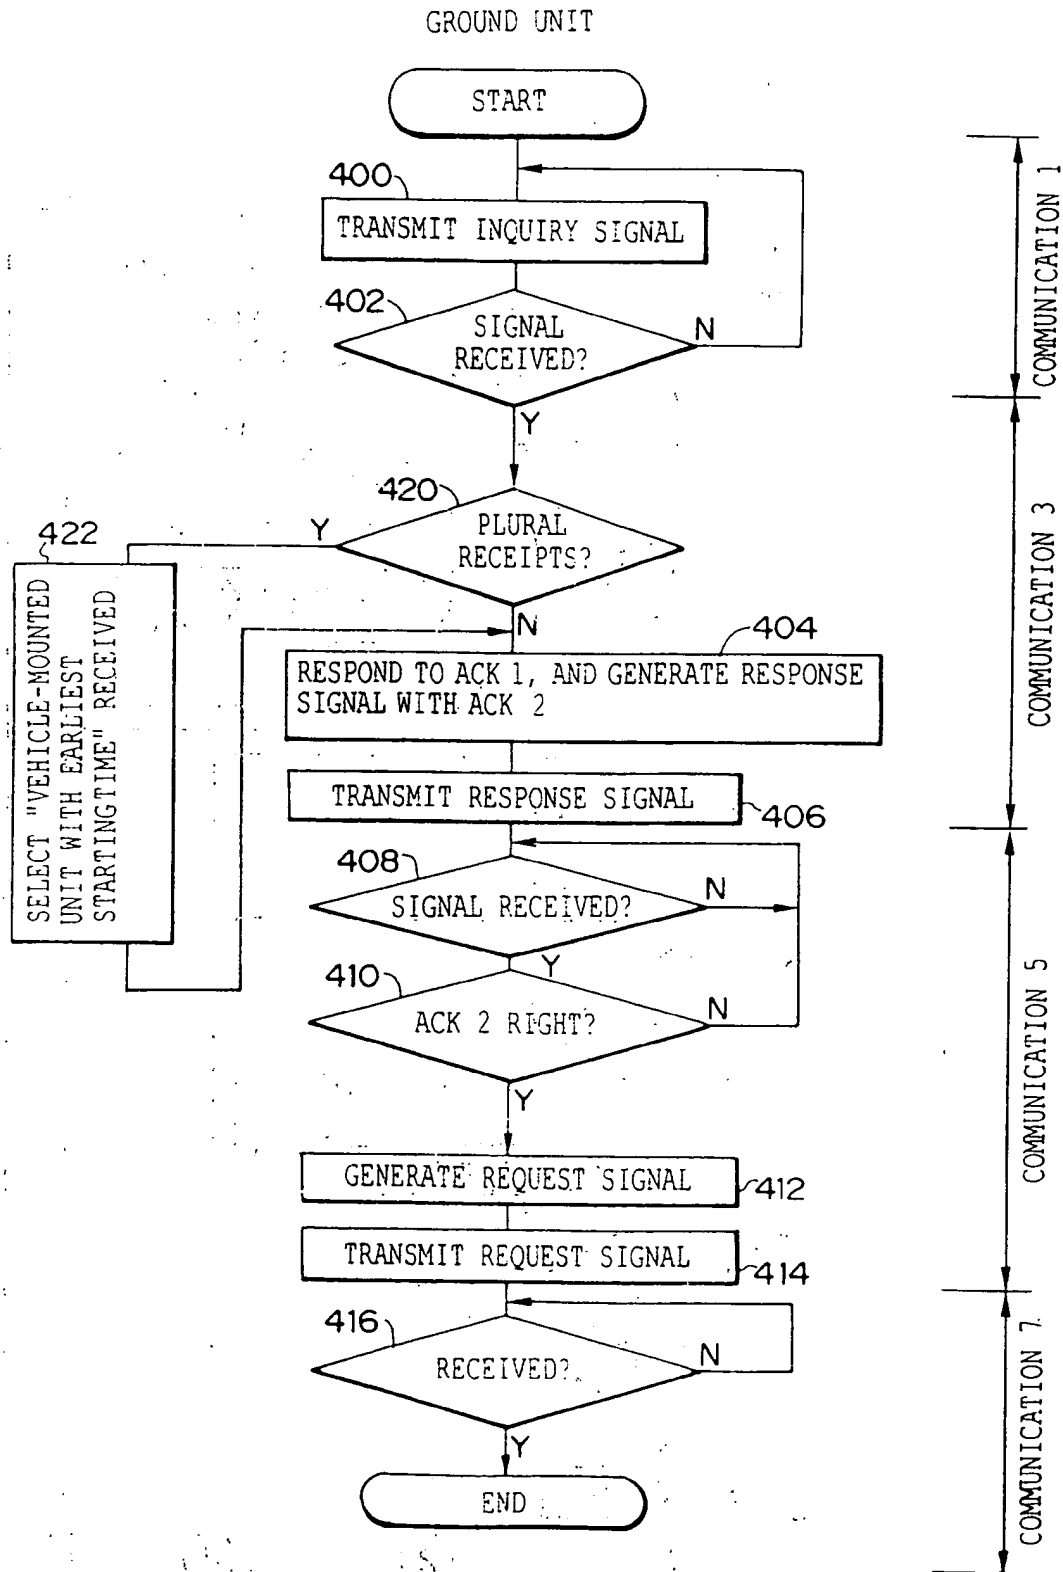 GROUND UNIT
START
400
TRANSMIT INQUIRY SIGNAL
402
SIGNAL
RECEIVED?
N
Y
COMMUNICATION 1
420
PLURAL
RECEIPTS?
Y
N
422
SELECT "VEHICLE-MOUNTED
UNIT WITH EARLIEST
STARTINGTIME" RECEIVED
404
RESPOND TO ACK 1, AND GENERATE RESPONSE
SIGNAL WITH ACK 2
TRANSMIT RESPONSE SIGNAL
406
COMMUNICATION 3
408
SIGNAL RECEIVED?
N
Y
410
ACK 2 RIGHT?
N
Y
GENERATE REQUEST SIGNAL
412
TRANSMIT REQUEST SIGNAL
414
COMMUNICATION 5
416
RECEIVED?
N
Y
END
COMMUNICATION 7